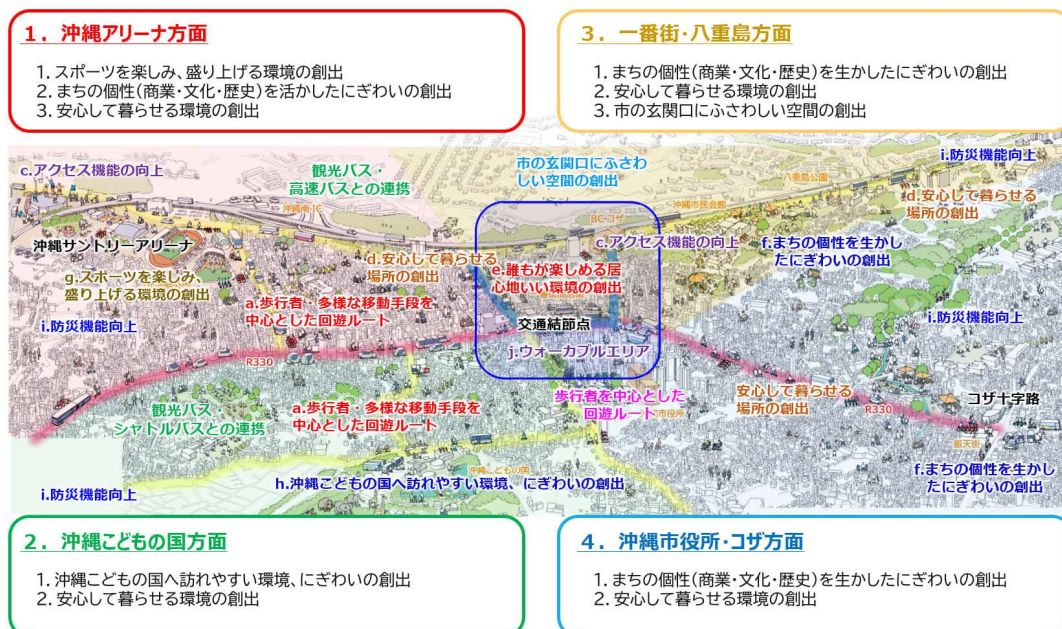 1．沖縄アリーナ方面
1. スポーツを楽しみ、盛り上げる環境の創出
2. まちの個性(商業・文化・歴史)を活かしたにぎわいの創出
3. 安心して暮らせる環境の創出
3．一番街・八重島方面
1. まちの個性(商業・文化・歴史)を生かしたにぎわいの創出
2. 安心して暮らせる環境の創出
3. 市の玄関口にふさわしい空間の創出
c.アクセス機能の向上
観光バス・
高速バスとの連携
市の玄関口にふさわ
しい空間の創出
i.防災機能向上
八重島公園
d.安心して暮らせる
場所の創出
沖縄南IC
BCコザ
沖縄市民会館
沖縄サントリーアリーナ
c.アクセス機能の向上
f.まちの個性を生かし
たにぎわいの創出
d.安心して暮らせる
場所の創出
e.誰もが楽しめる居
心地いい環境の創出
g.スポーツを楽しみ、
盛り上げる環境の創出
a.歩行者・多様な移動手段を
中心とした回遊ルート
i.防災機能向上
交通結節点
i.防災機能向上
j.ウォーカブルエリア
R330
歩行者を中心とした
回遊ルート
市役所
安心して暮らせる
場所の創出
観光バス・
シャトルバスとの連携
a.歩行者・多様な移動手段を
中心とした回遊ルート
コザ十字路
R330
銀天街
沖縄こどもの国
h.沖縄こどもの国へ訪れやすい環境、にぎわいの創出
f.まちの個性を生かし
たにぎわいの創出
i.防災機能向上
2．沖縄こどもの国方面
1. 沖縄こどもの国へ訪れやすい環境、にぎわいの創出
2. 安心して暮らせる環境の創出
4．沖縄市役所・コザ方面
1. まちの個性(商業・文化・歴史)を生かしたにぎわいの創出
2. 安心して暮らせる環境の創出